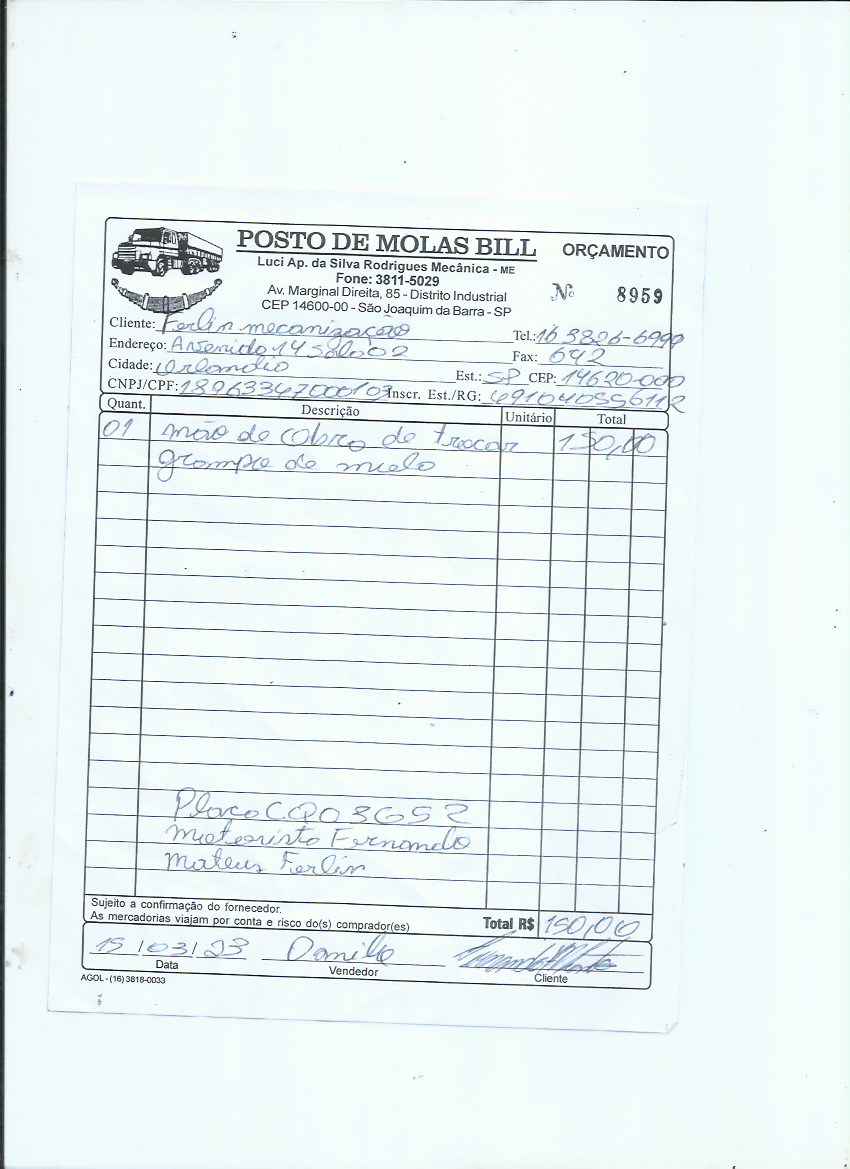 POSTO DE MOLAS BILL
ORÇAMENTO
Luci Ap. da Silva Rodrigues Mecânica - ME
Fone: 3811-5029
Av. Marginal Direita, 85 - Distrito Industrial
CEP 14600-00 - São Joaquim da Barra - SP
Nº 8959
Cliente: Ferlin mecanização Tel.: 16 3826-6999
Endereço: Avenida 14 sala 02 Fax: 642
Cidade: Orlandia Est.: SP CEP: 14620-000
CNPJ/CPF: 18263347000103 Inscr. Est./RG: 491040556112
Quant. Descrição Unitário Total
01 mão de obra de trocar 150,00
grampo de mola
Placa CQ03652
Motorista Fernando
Mateus Ferlin
Sujeito a confirmação do fornecedor.
As mercadorias viajam por conta e risco do(s) comprador(es)
Total R$ 150,00
15 / 03 / 23 Danilo
Data Vendedor Cliente
AGOL - (16) 3818-0033